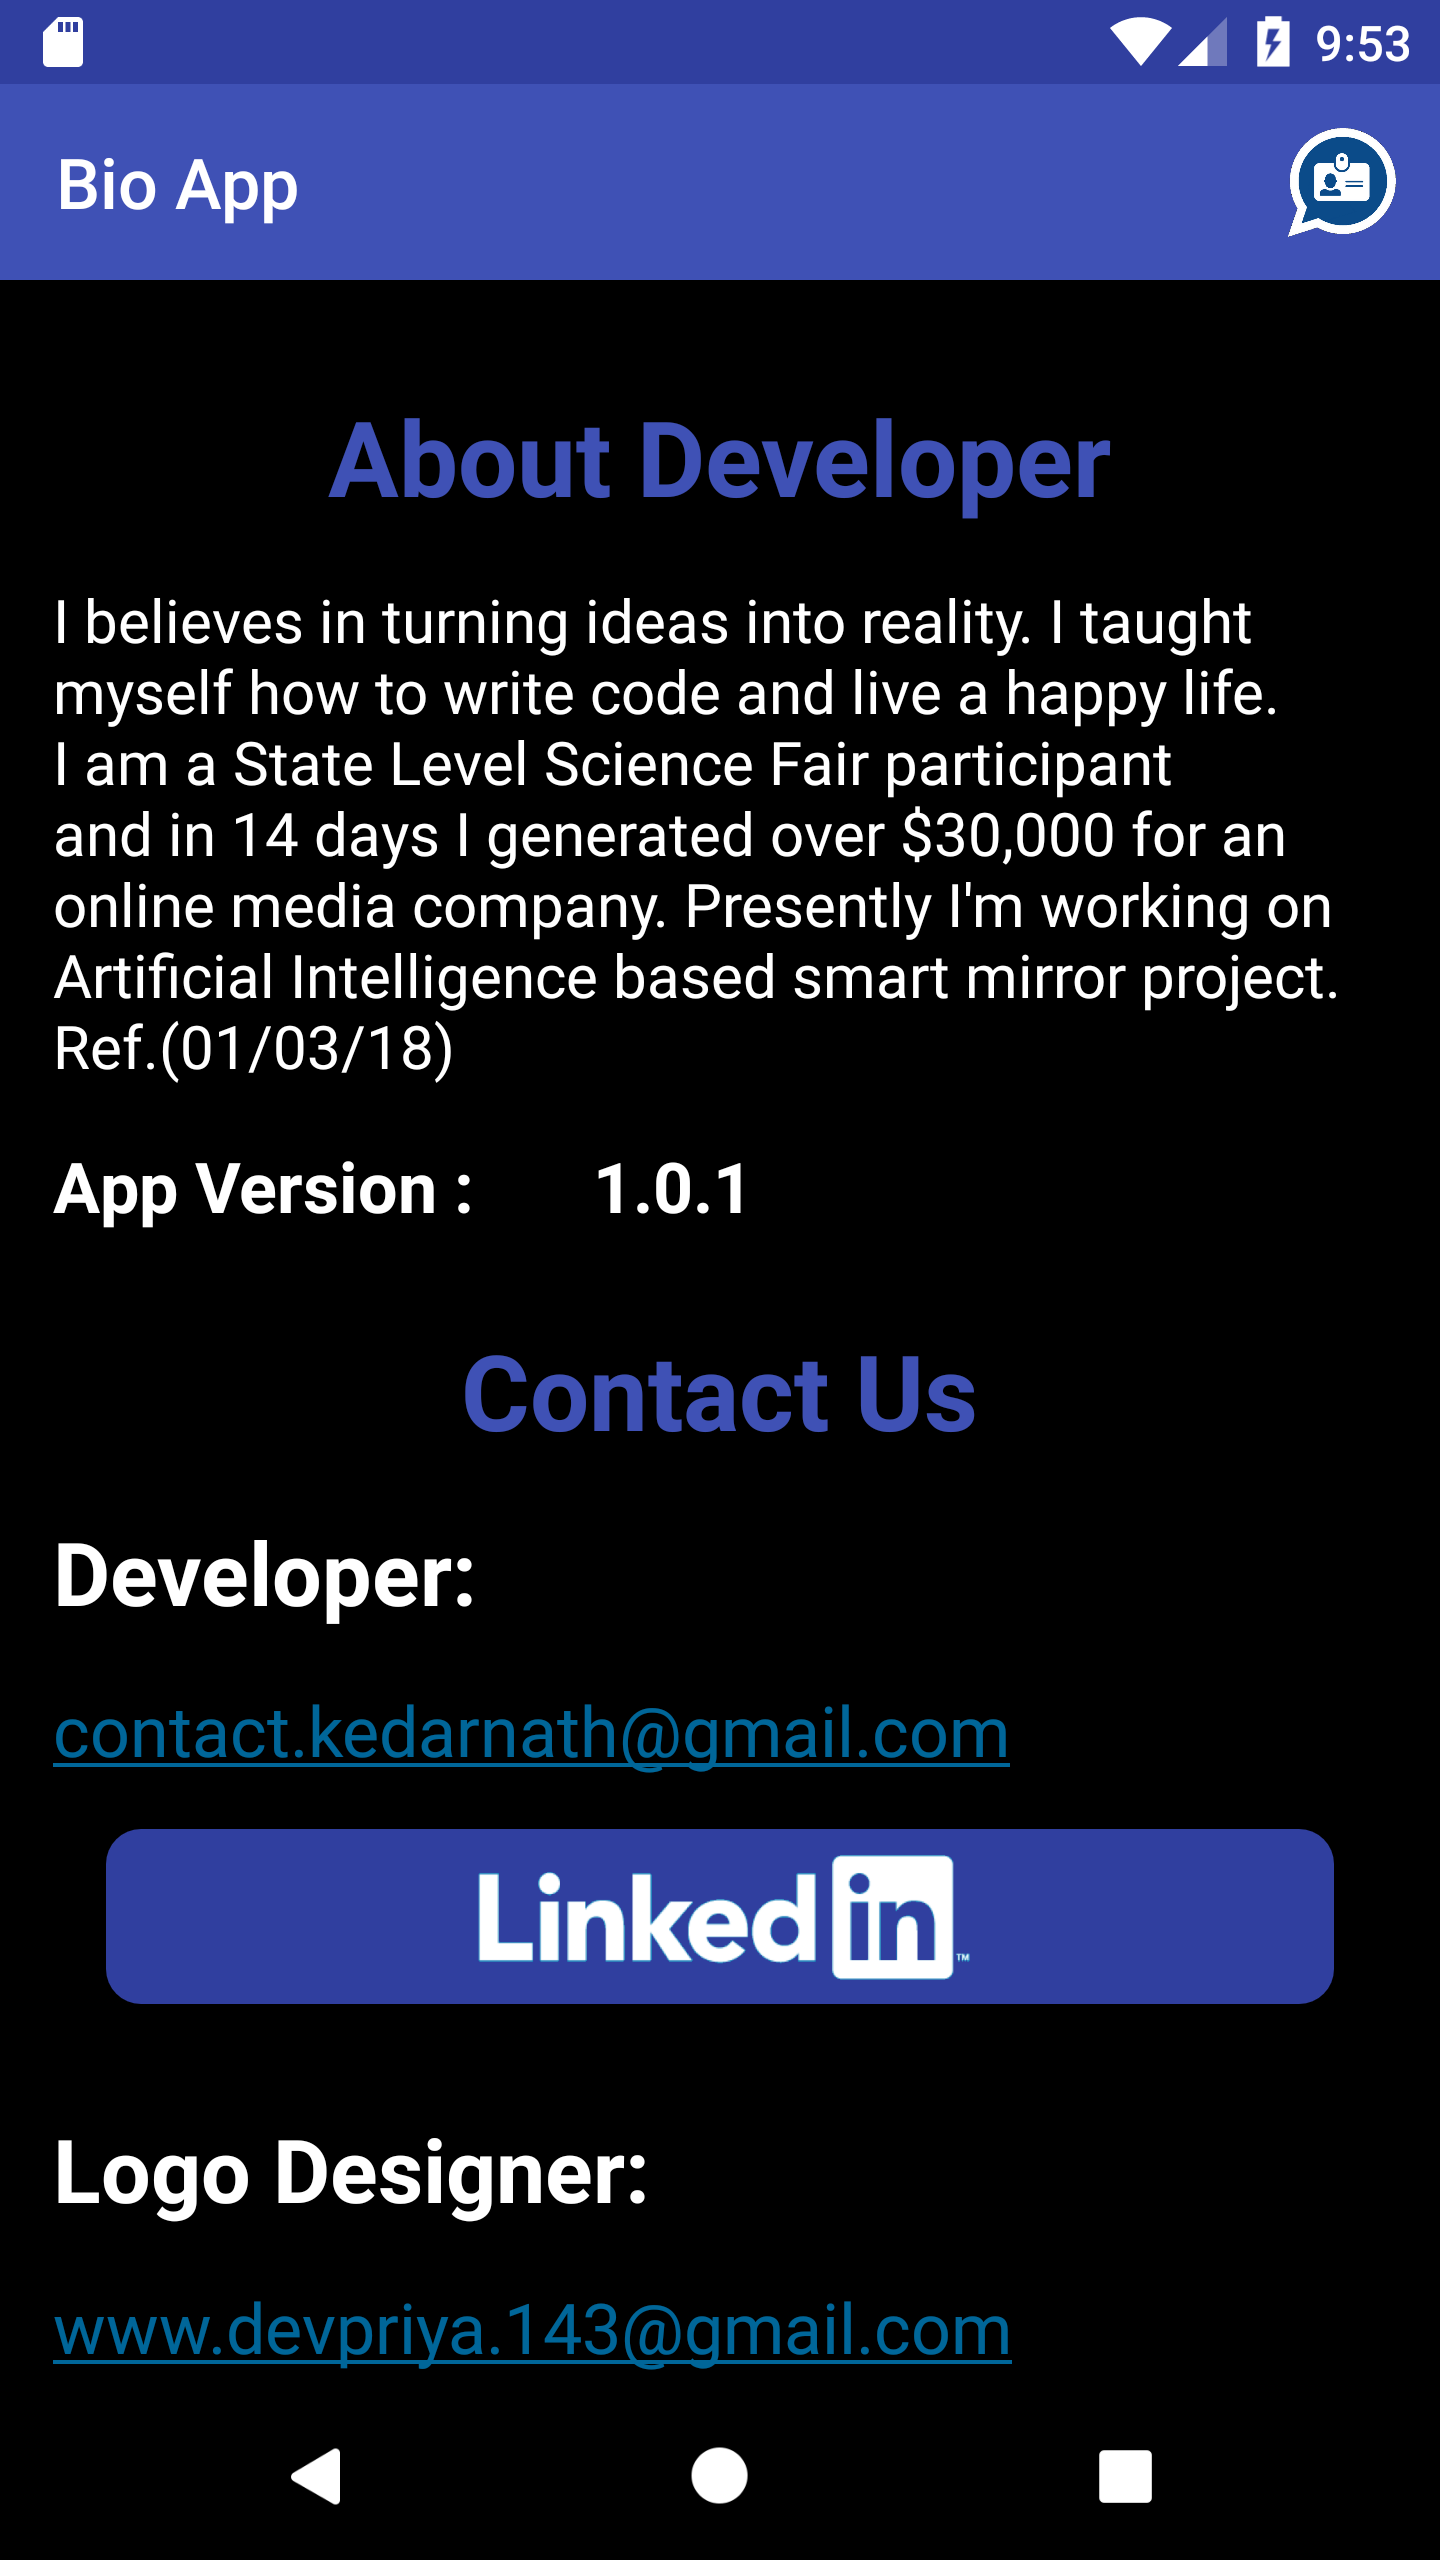 9:53
Bio App
About Developer
I believes in turning ideas into reality. I taught
myself how to write code and live a happy life.
I am a State Level Science Fair participant
and in 14 days I generated over $30,000 for an
online media company. Presently I'm working on
Artificial Intelligence based smart mirror project.
Ref.(01/03/18)
App Version : 1.0.1
Contact Us
Developer:
contact.kedarnath@gmail.com
Linked in ™
Logo Designer:
www.devpriya.143@gmail.com